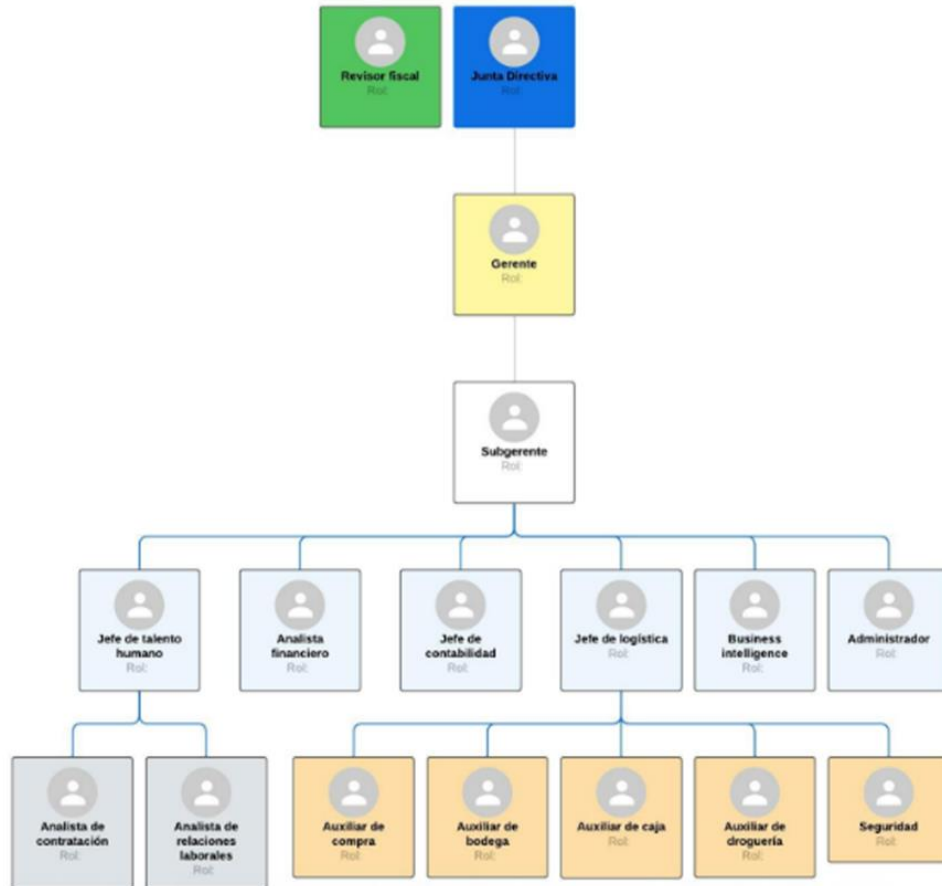 Revisor fiscal
Rol:
Junta Directiva
Rol:
Gerente
Rol:
Subgerente
Rol:
Jefe de talento
humano
Rol:
Analista
financiero
Rol:
Jefe de
contabilidad
Rol:
Jefe de logística
Rol:
Business
intelligence
Rol:
Administrador
Rol:
Analista de
contratación
Rol:
Analista de
relaciones
laborales
Rol:
Auxiliar de
compra
Rol:
Auxiliar de
bodega
Rol:
Auxiliar de caja
Rol:
Auxiliar de
droguería
Rol:
Seguridad
Rol: